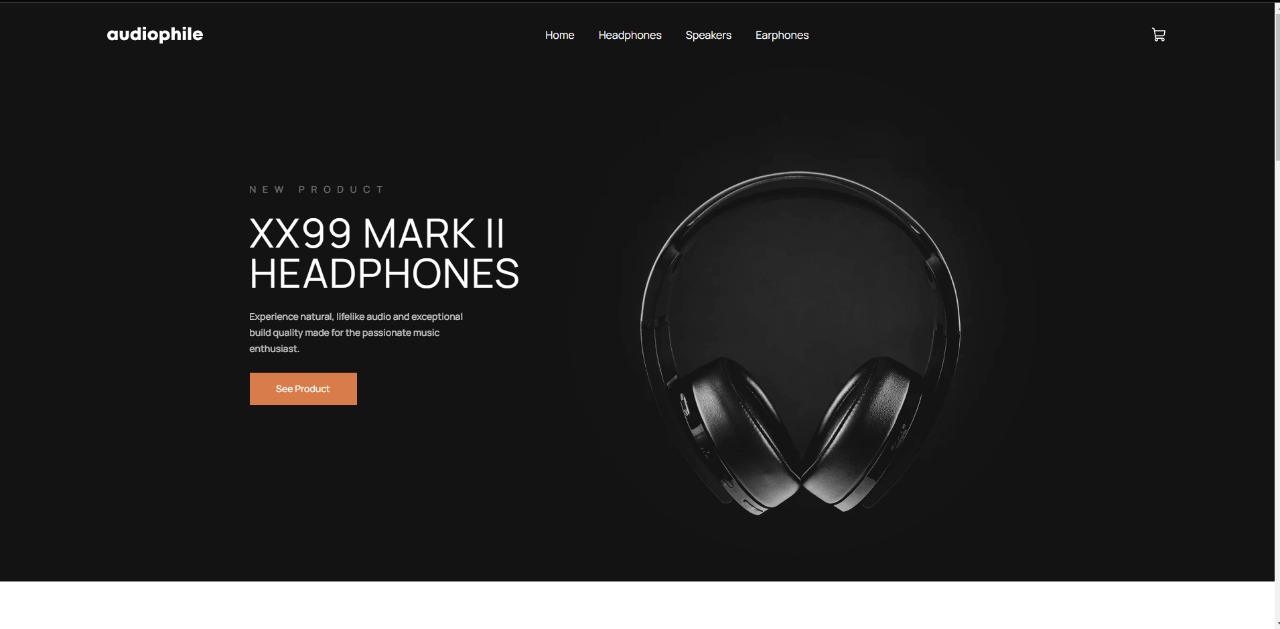 audiophile
Home Headphones Speakers Earphones
NEW PRODUCT
XX99 MARK II
HEADPHONES
Experience natural, lifelike audio and exceptional
build quality made for the passionate music
enthusiast.
See Product